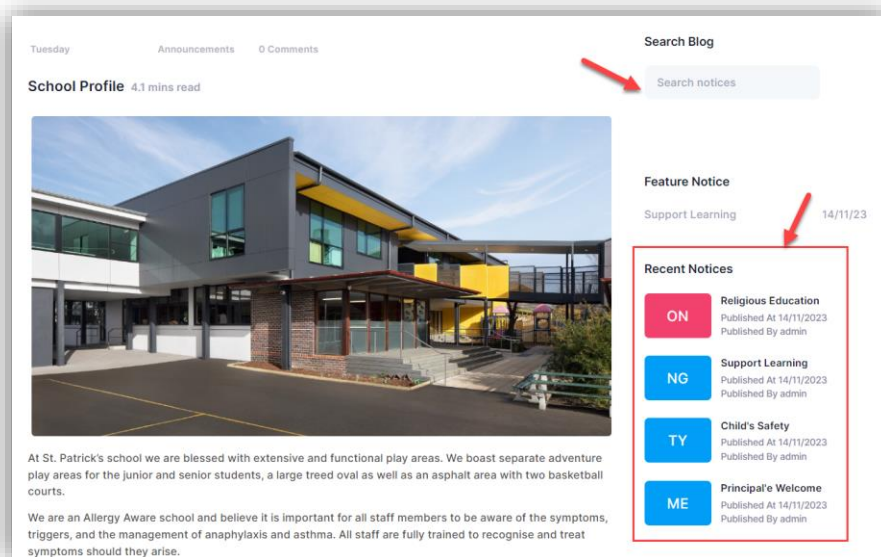 Tuesday Announcements 0 Comments
School Profile 4.1 mins read
At St. Patrick's school we are blessed with extensive and functional play areas. We boast separate adventure
play areas for the junior and senior students, a large treed oval as well as an asphalt area with two basketball
courts.
We are an Allergy Aware school and believe it is important for all staff members to be aware of the symptoms,
triggers, and the management of anaphylaxis and asthma. All staff are fully trained to recognise and treat
symptoms should they arise.
Search Blog
Search notices
Feature Notice
Support Learning 14/11/23
Recent Notices
ON
Religious Education
Published At 14/11/2023
Published By admin
NG
Support Learning
Published At 14/11/2023
Published By admin
TY
Child's Safety
Published At 14/11/2023
Published By admin
ME
Principal'e Welcome
Published At 14/11/2023
Published By admin